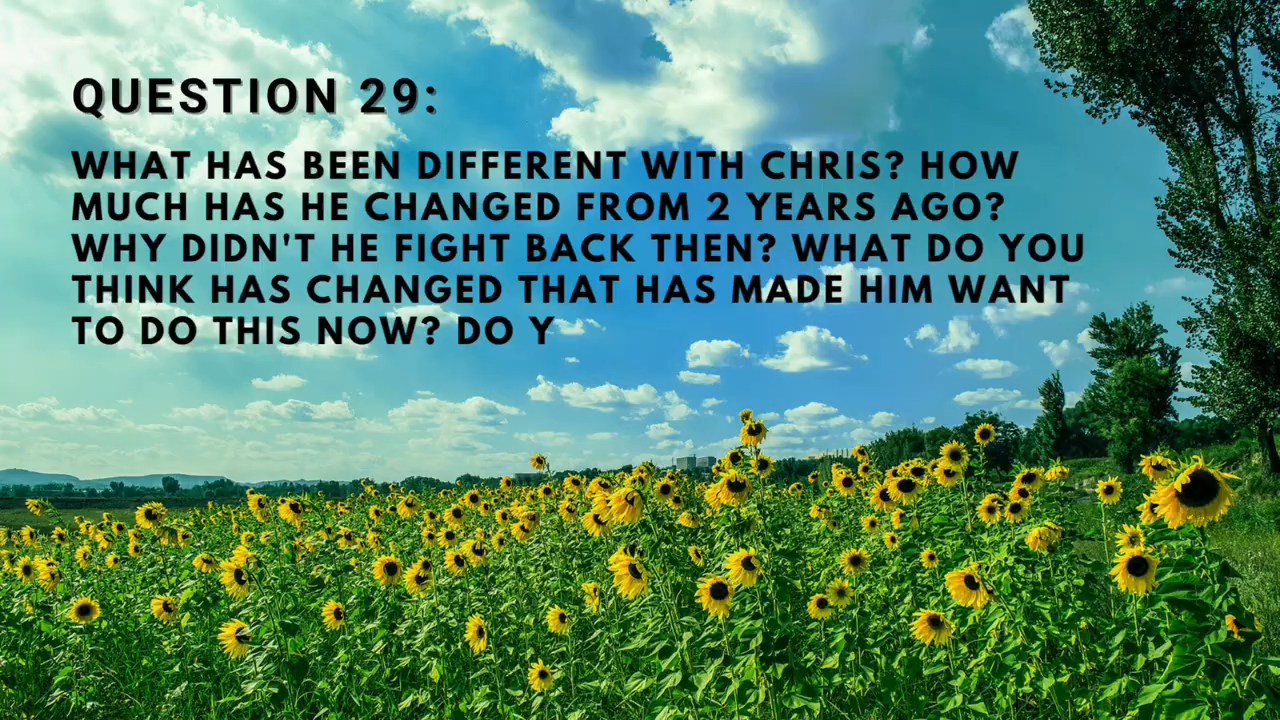 QUESTION 29:
WHAT HAS BEEN DIFFERENT WITH CHRIS? HOW
MUCH HAS HE CHANGED FROM 2 YEARS AGO?
WHY DIDN'T HE FIGHT BACK THEN? WHAT DO YOU
THINK HAS CHANGED THAT HAS MADE HIM WANT
TO DO THIS NOW? DO Y